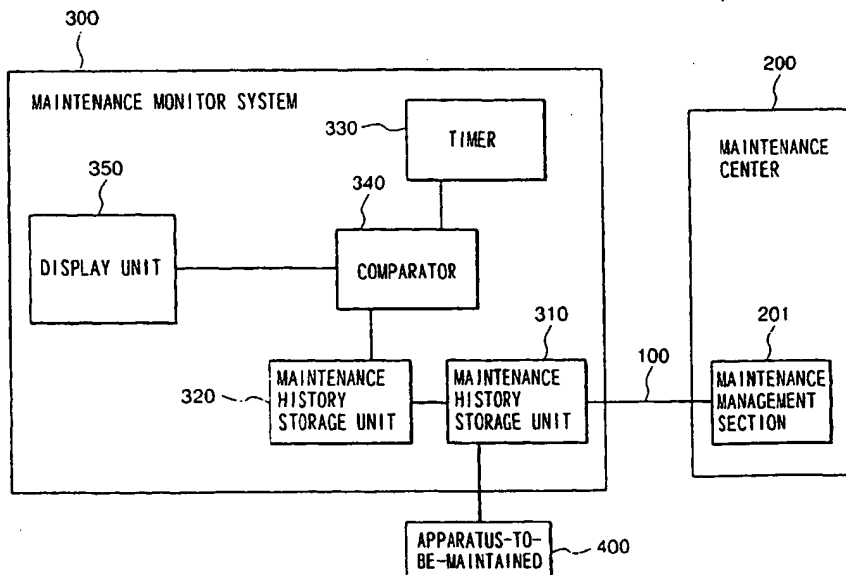 300
200
MAINTENANCE MONITOR SYSTEM
330
TIMER
MAINTENANCE
CENTER
350
340
DISPLAY UNIT
COMPARATOR
310
201
320
MAINTENANCE
HISTORY
STORAGE UNIT
MAINTENANCE
HISTORY
STORAGE UNIT
100
MAINTENANCE
MANAGEMENT
SECTION
APPARATUS-TO-
BE-MAINTAINED
400